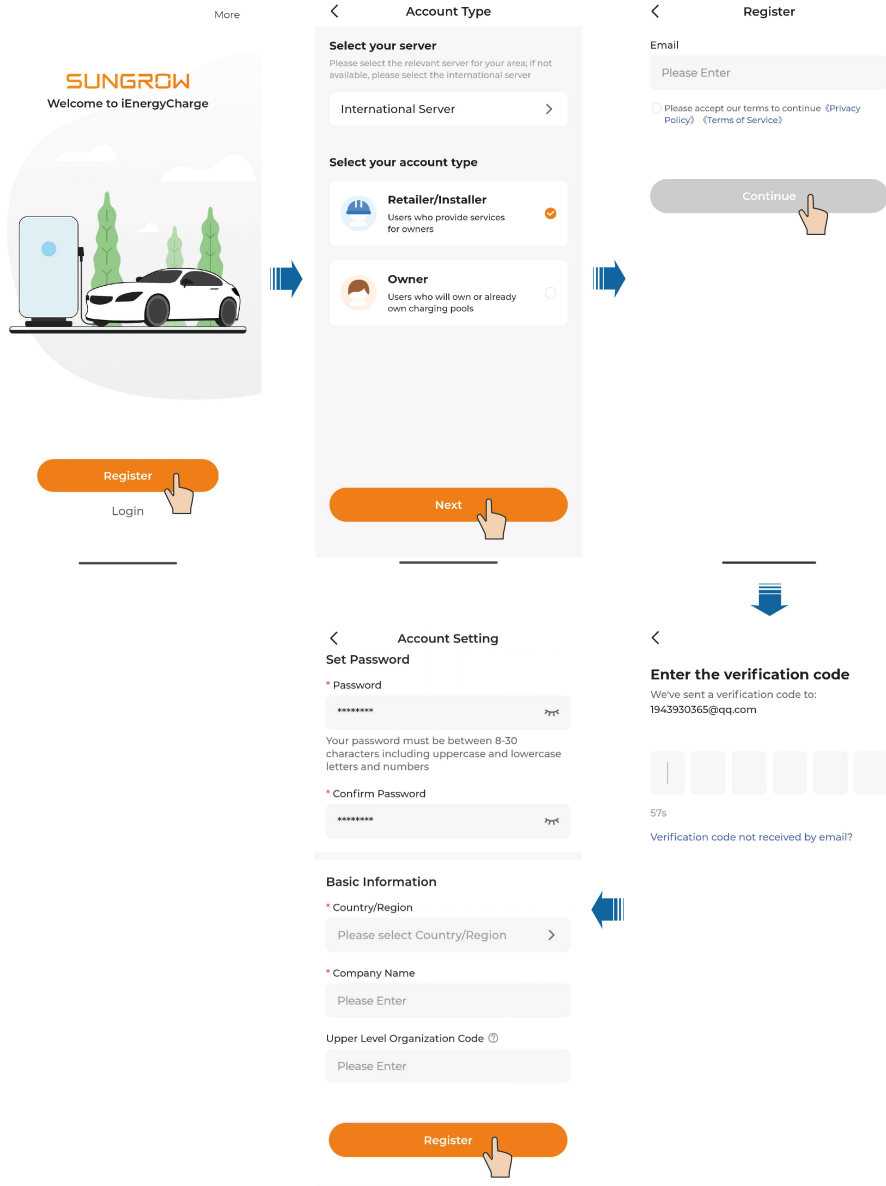 More
SUNGROW
Welcome to iEnergyCharge
Register
Login
Account Type
Select your server
Please select the relevant server for your area; if not
available, please select the international server
International Server
Select your account type
Retailer/Installer
Users who provide services
for owners
Owner
Users who will own or already
own charging pools
Next
Register
Email
Please Enter
Please accept our terms to continue 《Privacy
Policy》 《Terms of Service》
Continue
Enter the verification code
We've sent a verification code to:
1943930365@qq.com
57s
Verification code not received by email?
Account Setting
Set Password
* Password
********
Your password must be between 8-30
characters including uppercase and lowercase
letters and numbers
* Confirm Password
********
Basic Information
* Country/Region
Please select Country/Region
* Company Name
Please Enter
Upper Level Organization Code ?
Please Enter
Register